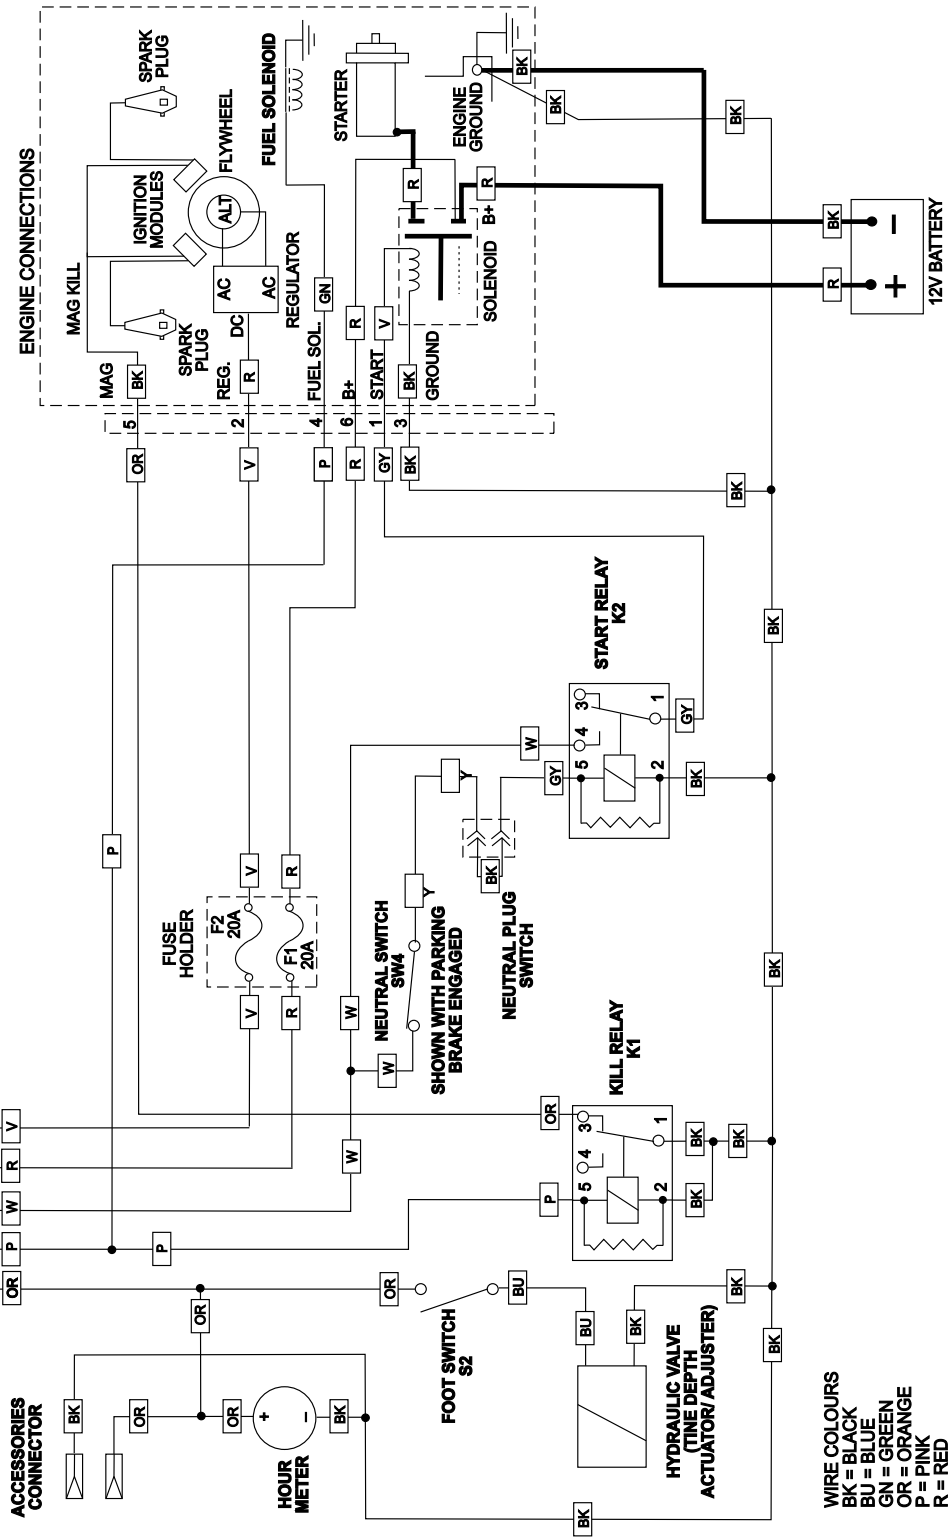 ENGINE CONNECTIONS
SPARK
PLUG
FLYWHEEL
FUEL SOLENOID
STARTER
ENGINE
GROUND
BK
BK
BK
MAG KILL
IGNITION
MODULES
ALT
AC
AC
REGULATOR
R
R
B+
SOLENOID
BK
R
12V BATTERY
–
+
MAG
BK
SPARK
PLUG
DC
REG.
R
FUEL SOL.
GN
B+
R
START
V
GROUND
BK
5
2
4
6
1
3
OR
V
P
R
GY
BK
BK
P
FUSE
HOLDER
F2
20A
F1
20A
V
R
V
R
START RELAY
K2
W
GY
3
4
5
1
2
GY
BK
BK
NEUTRAL SWITCH
SW4
SHOWN WITH PARKING
BRAKE ENGAGED
Y
Y
BK
NEUTRAL PLUG
SWITCH
W
W
W
BK
KILL RELAY
K1
OR
P
3
4
5
1
2
BK
BK
BK
V
R
W
P
OR
P
OR
OR
FOOT SWITCH
S2
BU
BU
BK
BK
BK
HYDRAULIC VALVE
(TINE DEPTH
ACTUATOR/ ADJUSTER)
ACCESSORIES
CONNECTOR
BK
OR
OR
+
–
BK
HOUR
METER
BK
WIRE COLOURS
BK = BLACK
BU = BLUE
GN = GREEN
OR = ORANGE
P = PINK
R = RED